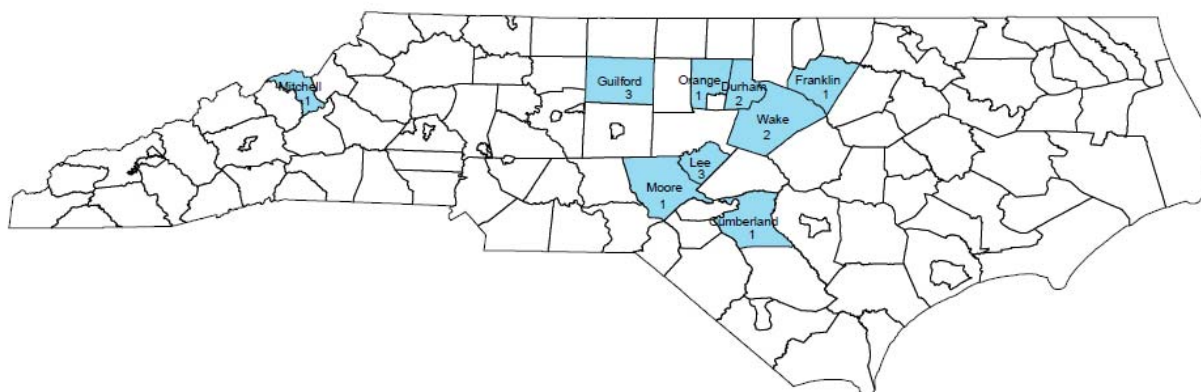 Mitchell
1
Guilford
3
Orange
1
Durham
2
Franklin
1
Wake
2
Lee
3
Moore
1
Cumberland
1